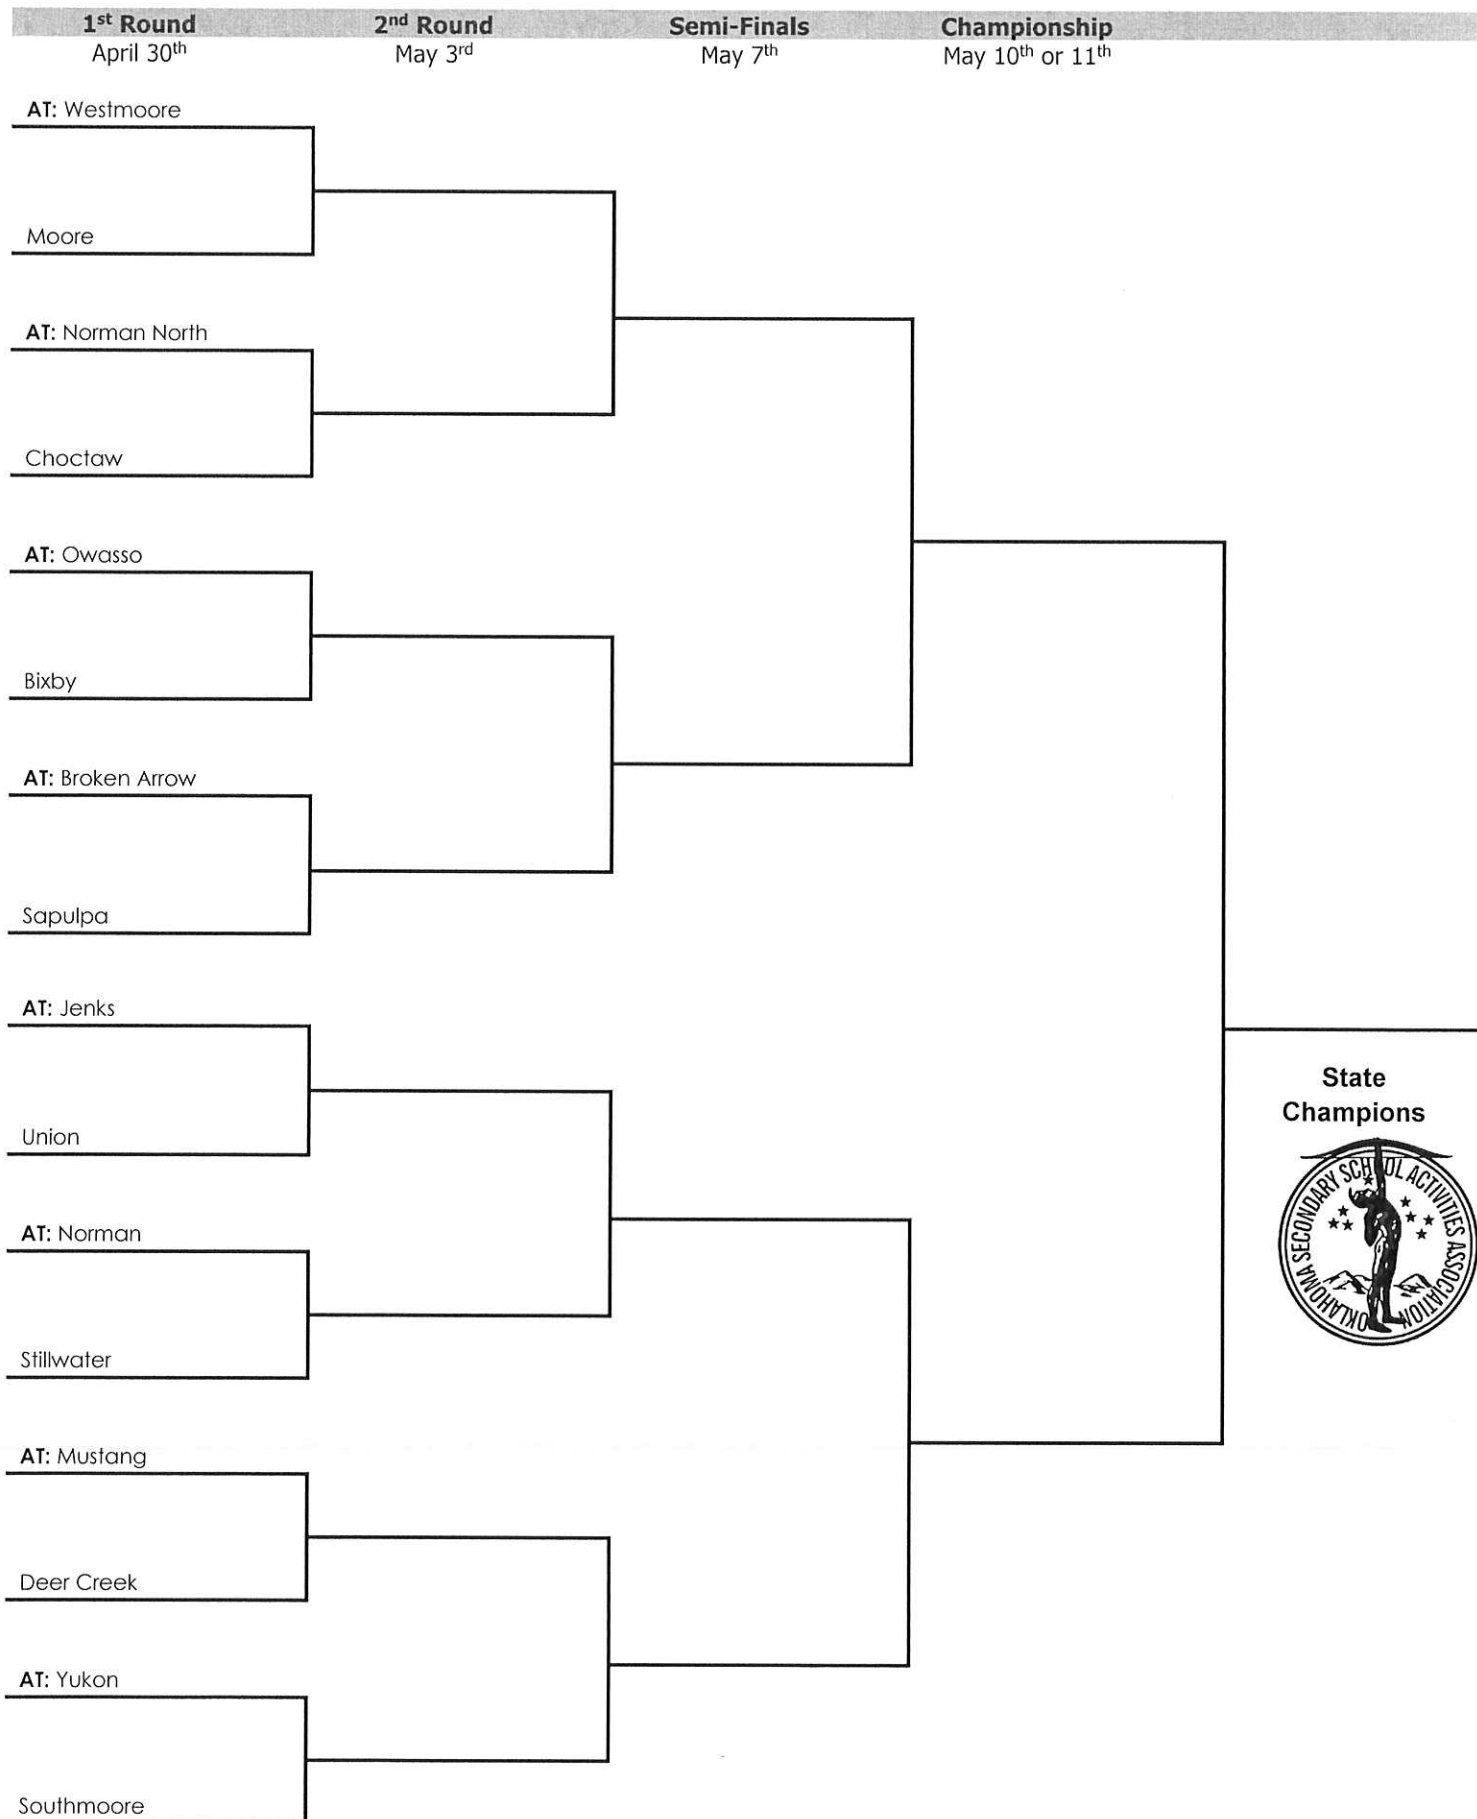 1st Round 2nd Round Semi-Finals Championship
April 30th May 3rd May 7th May 10th or 11th
AT: Westmoore
Moore
AT: Norman North
Choctaw
AT: Owasso
Bixby
AT: Broken Arrow
Sapulpa
AT: Jenks
Union
State
Champions
OKLAHOMA SECONDARY SCHOOL ACTIVITIES ASSOCIATION
AT: Norman
Stillwater
AT: Mustang
Deer Creek
AT: Yukon
Southmoore